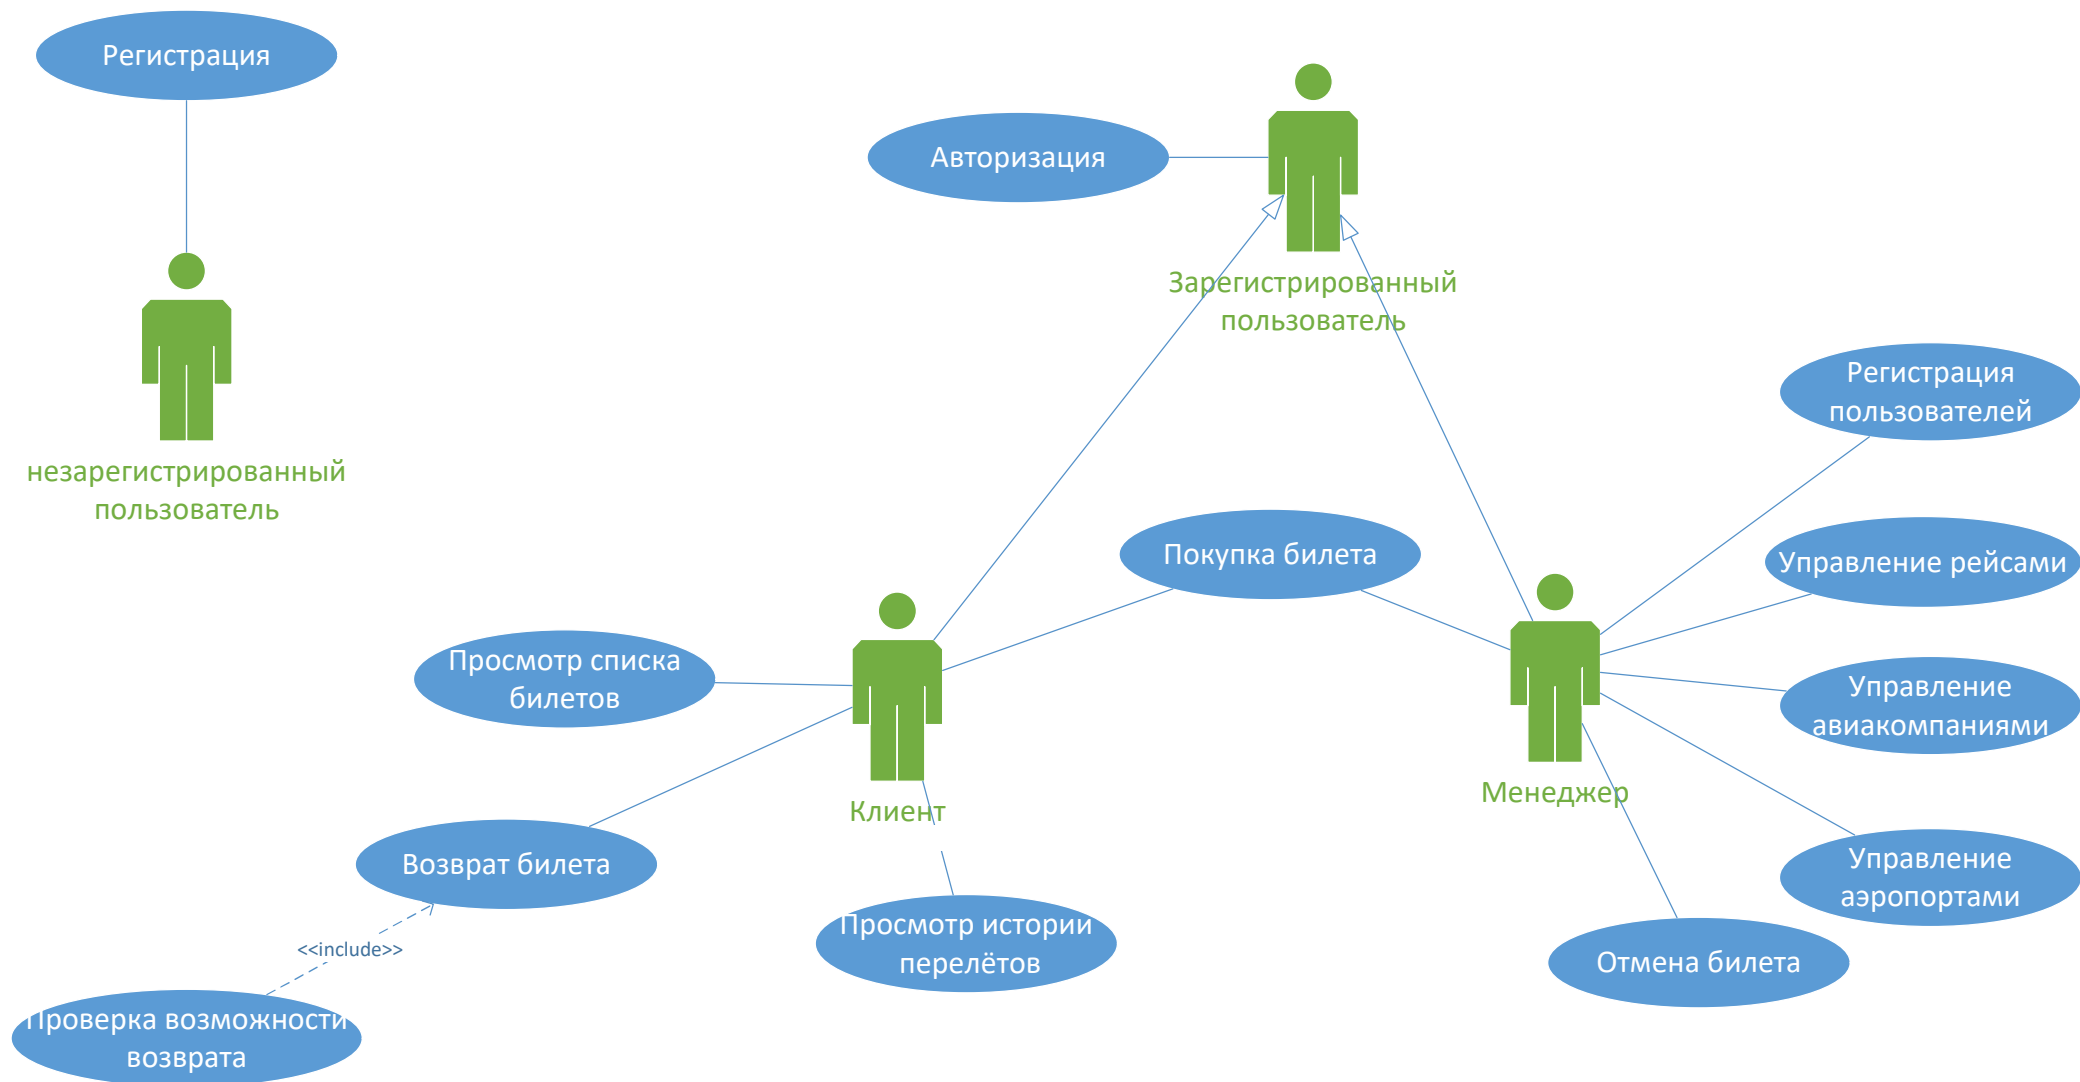 Регистрация
Авторизация
Зарегистрированный
пользователь
незарегистрированный
пользователь
Регистрация
пользователей
Покупка билета
Управление рейсами
Просмотр списка
билетов
Управление
авиакомпаниями
Клиент
Менеджер
Возврат билета
Управление
аэропортами
Просмотр истории
перелётов
<<include>>
Отмена билета
Проверка возможности
возврата